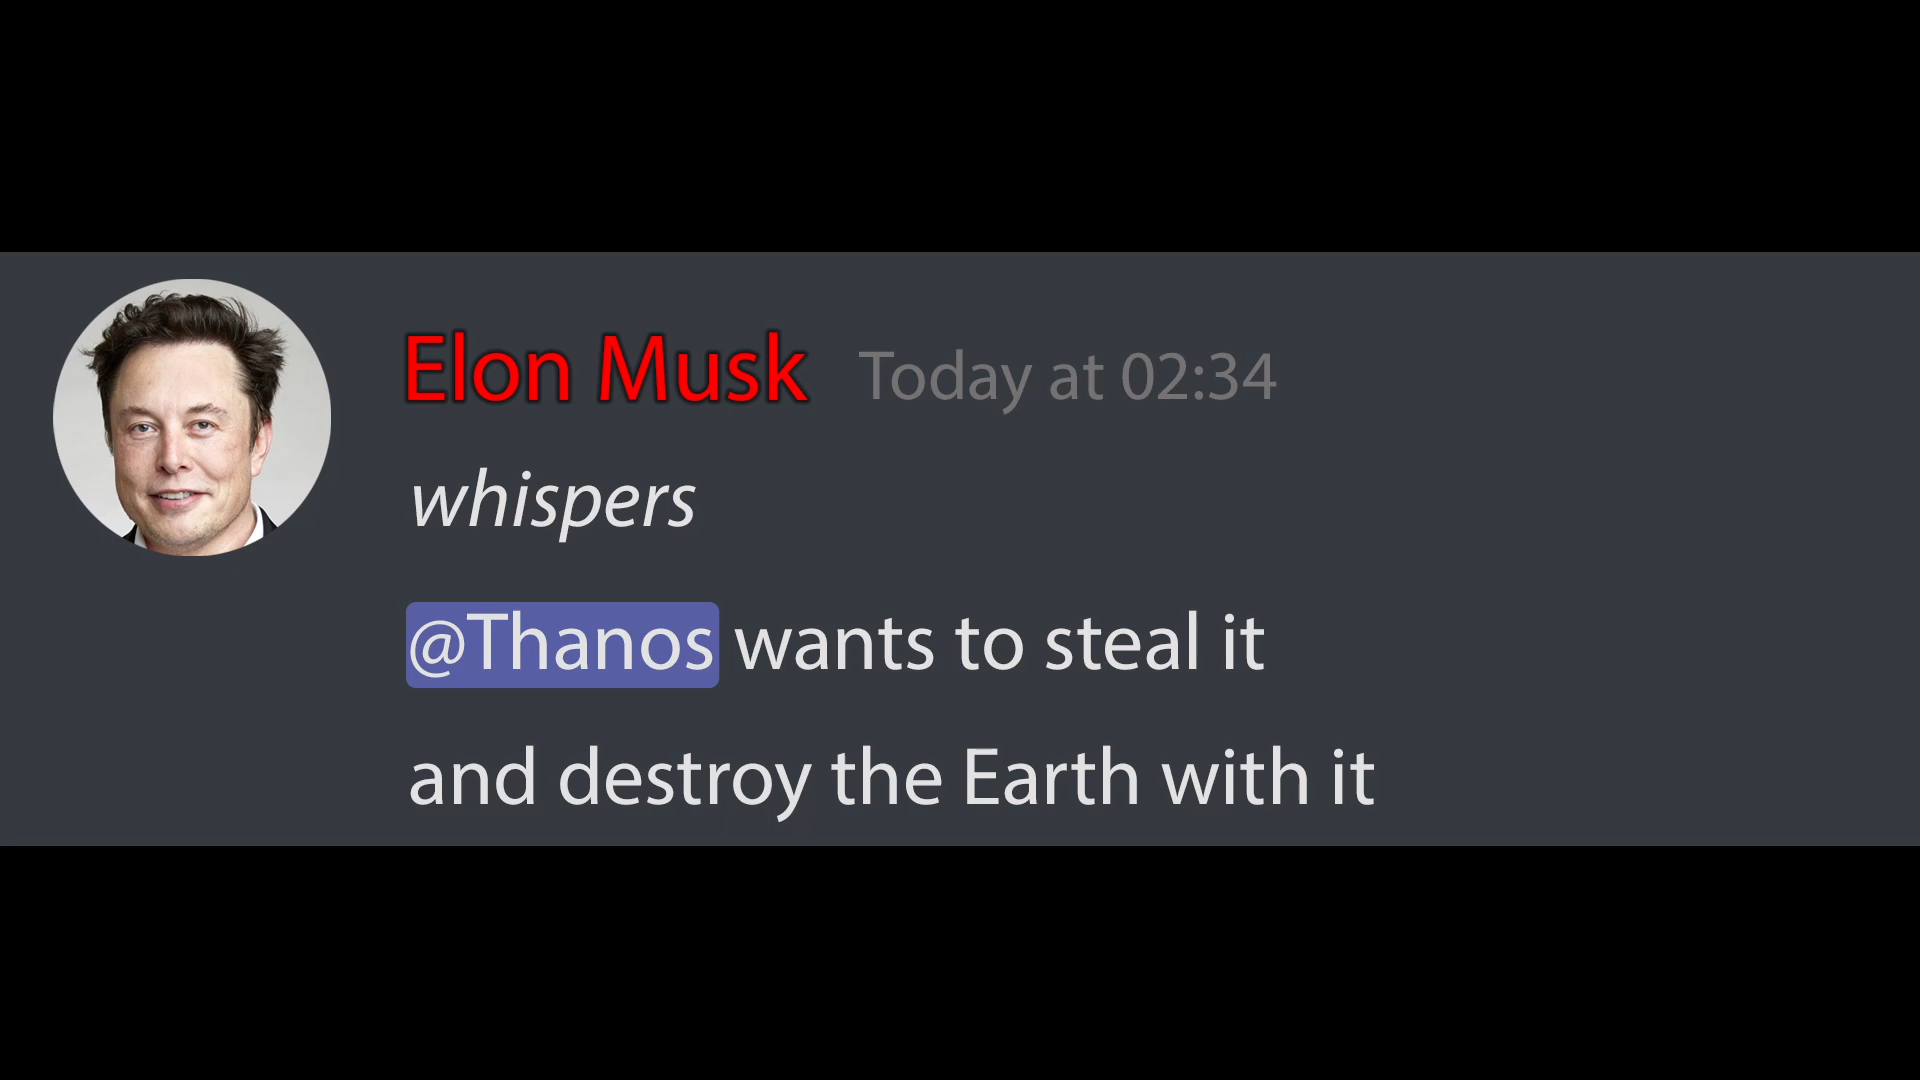 Elon Musk Today at 02:34
whispers
@Thanos wants to steal it
and destroy the Earth with it